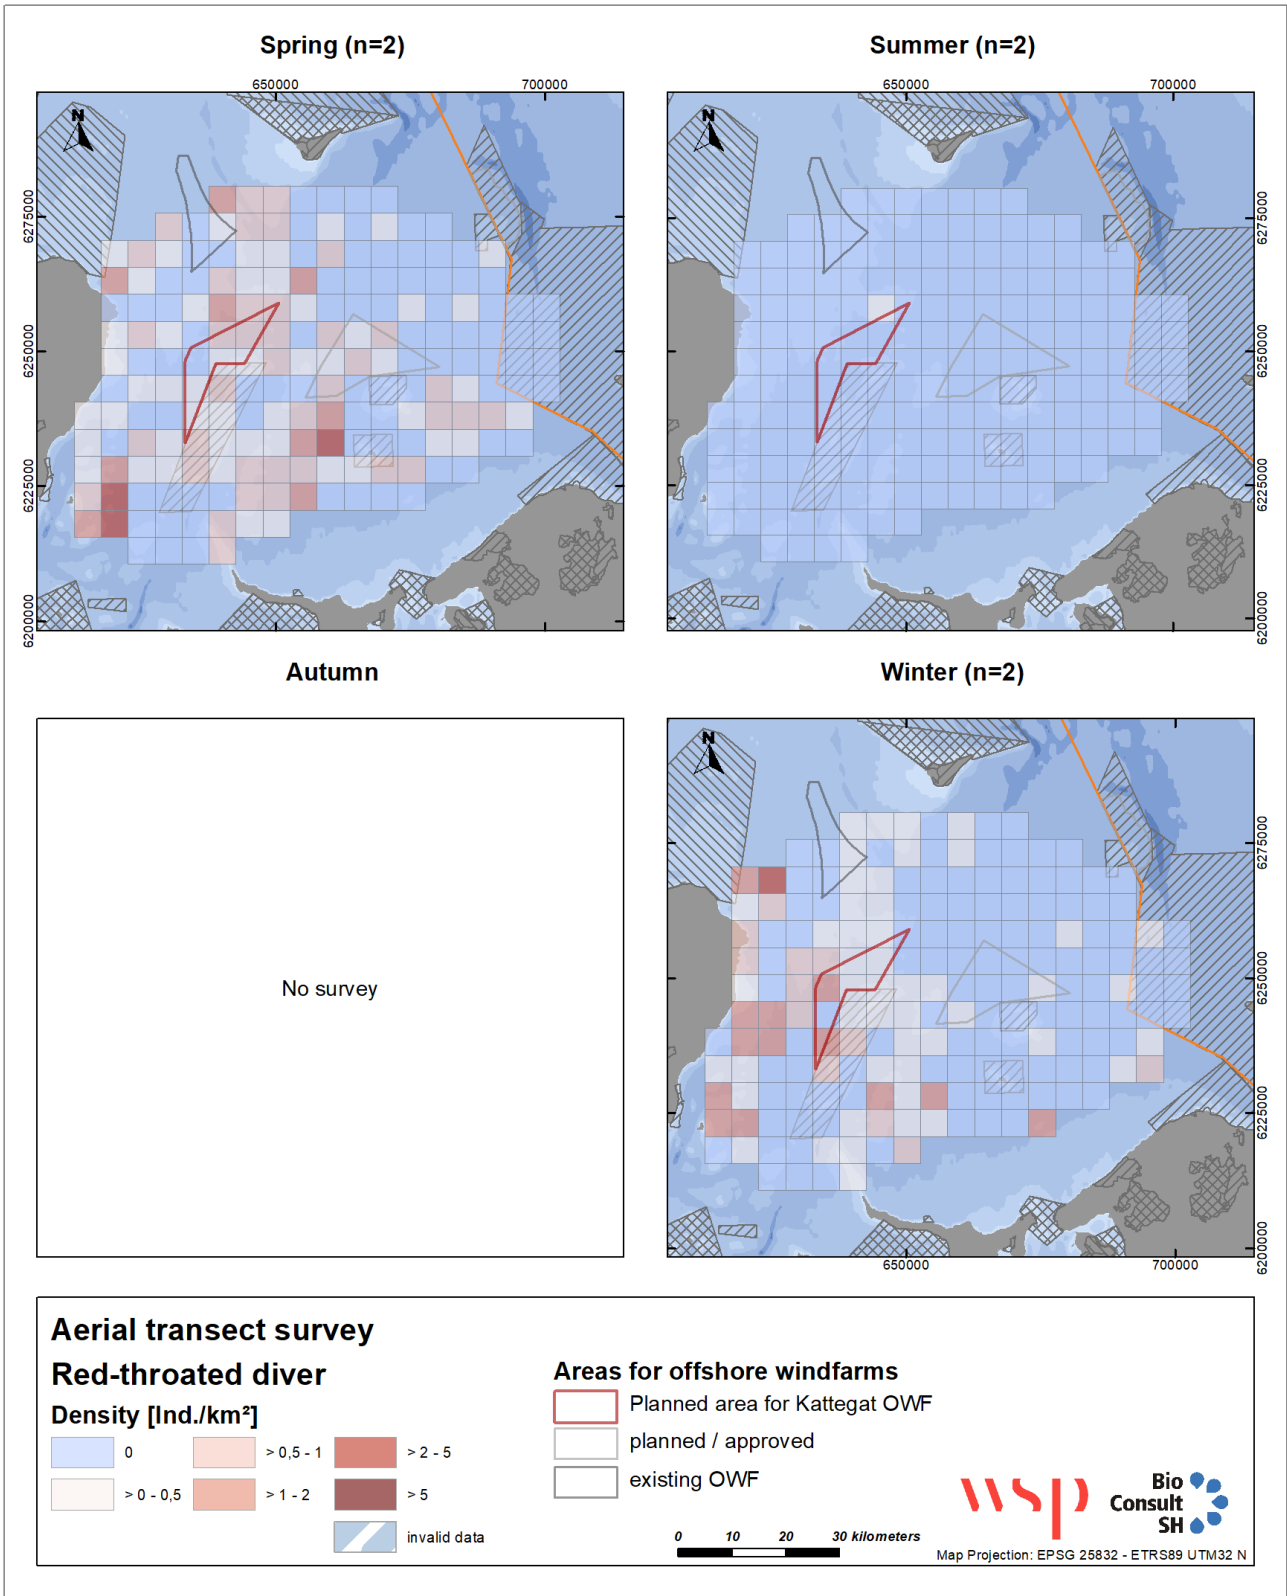 Spring (n=2)
Summer (n=2)
650000
700000
650000
700000
N
N
6275000
6250000
6225000
6200000
6275000
6250000
6225000
6200000
Autumn
Winter (n=2)
No survey
N
6275000
6250000
6225000
6200000
650000
700000
Aerial transect survey
Red-throated diver
Density [Ind./km²]
0
> 0,5 - 1
> 2 - 5
> 0 - 0,5
> 1 - 2
> 5
invalid data
Areas for offshore windfarms
Planned area for Kattegat OWF
planned / approved
existing OWF
0 10 20 30 kilometers
wsp
Bio
Consult
SH
Map Projection: EPSG 25832 - ETRS89 UTM32 N